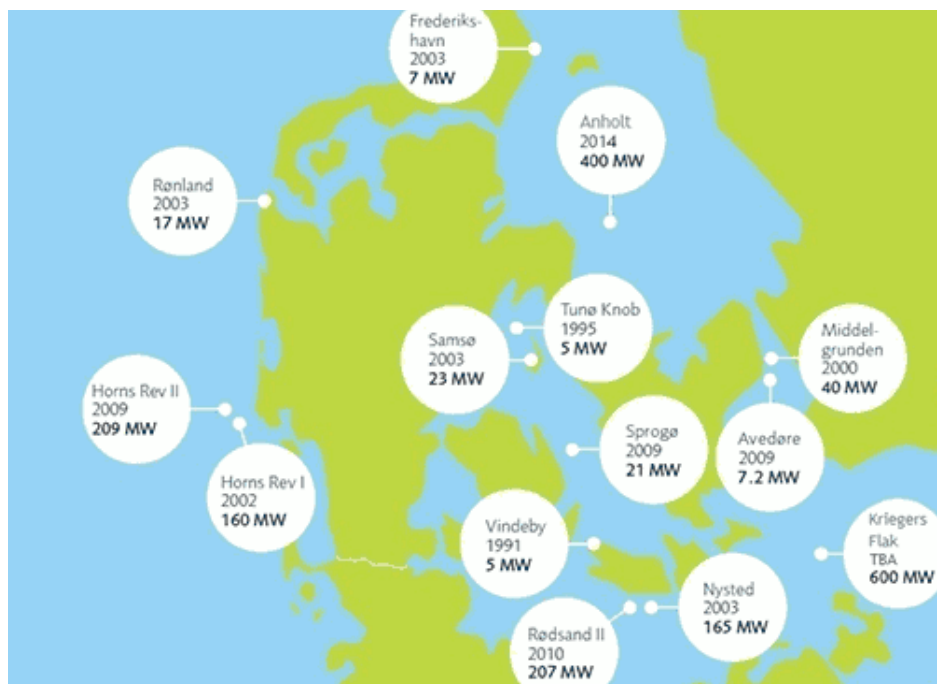 Frederiks-
havn
2003
7 MW
Anholt
2014
400 MW
Rønland
2003
17 MW
Tunø Knob
1995
5 MW
Samsø
2003
23 MW
Middel-
grunden
2000
40 MW
Horns Rev II
2009
209 MW
Sprogø
2009
21 MW
Avedøre
2009
7.2 MW
Horns Rev I
2002
160 MW
Vindeby
1991
5 MW
Kriegers
Flak
TBA
600 MW
Nysted
2003
165 MW
Rødsand II
2010
207 MW